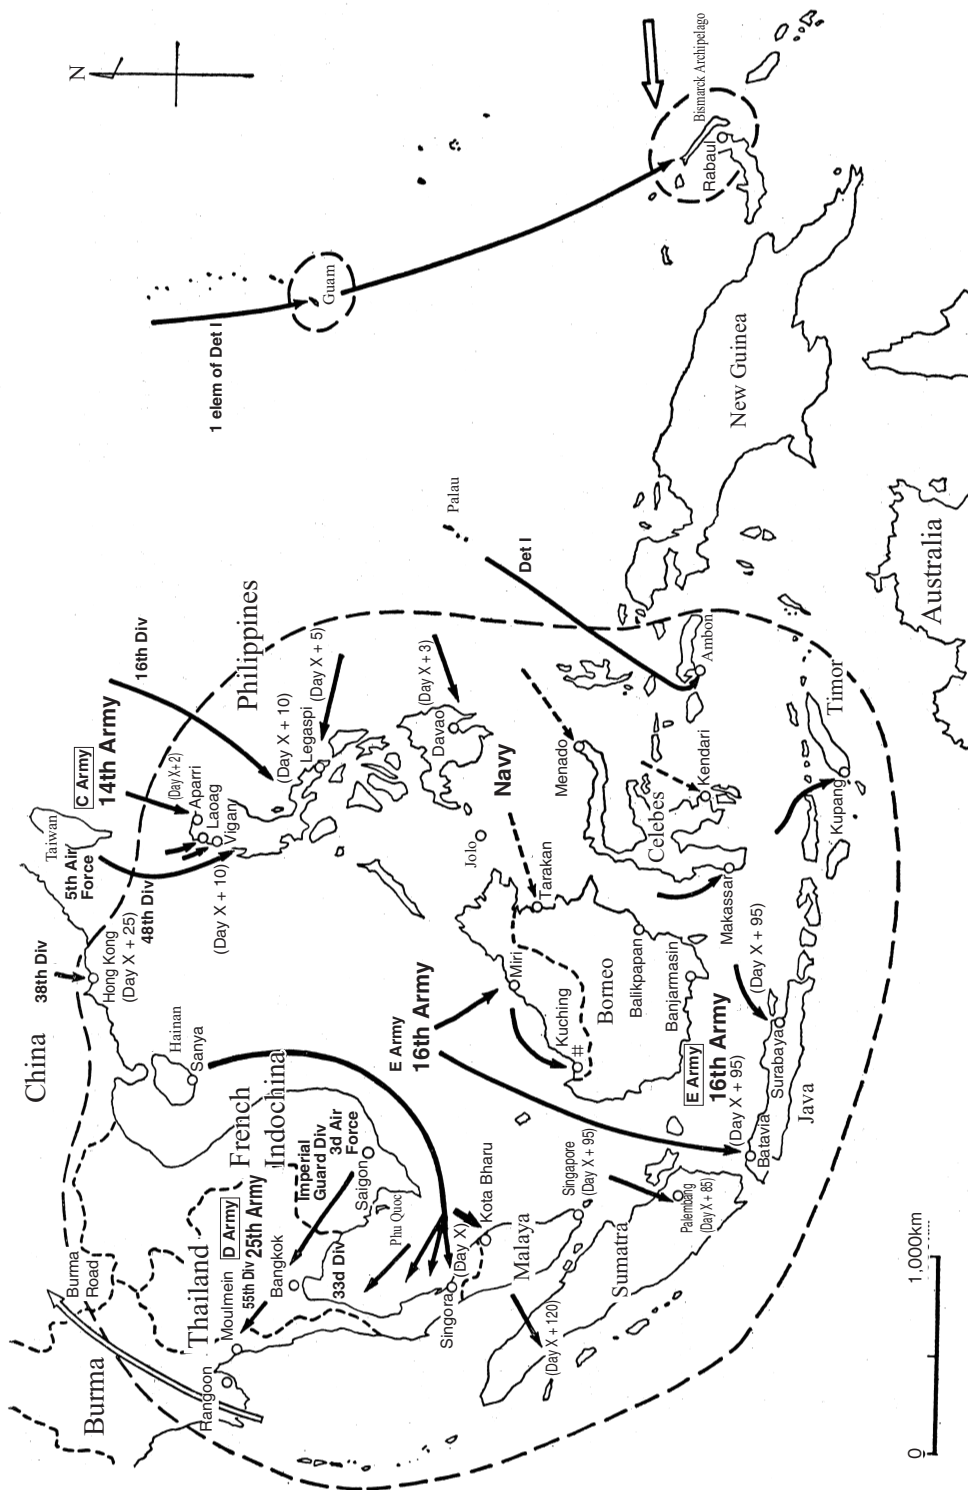 N
China
Burma
Burma
Road
Thailand
French
Indochina
Hainan
Sanya
38th Div
Hong Kong
(Day X + 25)
48th Div
5th Air
Force
Taiwan
C Army
14th Army
16th Div
(Day X+2)
Aparri
Laoag
Vigan
(Day X + 10)
Philippines
(Day X + 10)
Legaspi
(Day X + 5)
(Day X + 3)
Davao
1 elem of Det I
Guam
Bismarck Archipelago
Rabaul
Palau
Det I
New Guinea
Australia
Rangoon
Moulmein
55th Div
D Army
25th Army
Bangkok
33d Div
Imperial
Guard Div
3d Air
Force
Saigon
Phu Quoc
Singora
(Day X)
Kota Bharu
Malaya
(Day X + 120)
Singapore
(Day X + 95)
Sumatra
Palembang
(Day X + 85)
E Army
16th Army
Miri
Kuching
#
Borneo
Balikpapan
Banjarmasin
Tarakan
Navy
Jolo
Menado
Celebes
Kendari
Makassar
Ambon
Timor
Kupang
E Army
16th Army
(Day X + 95)
(Day X + 95)
Batavia
Surabaya
Java
0
1,000km